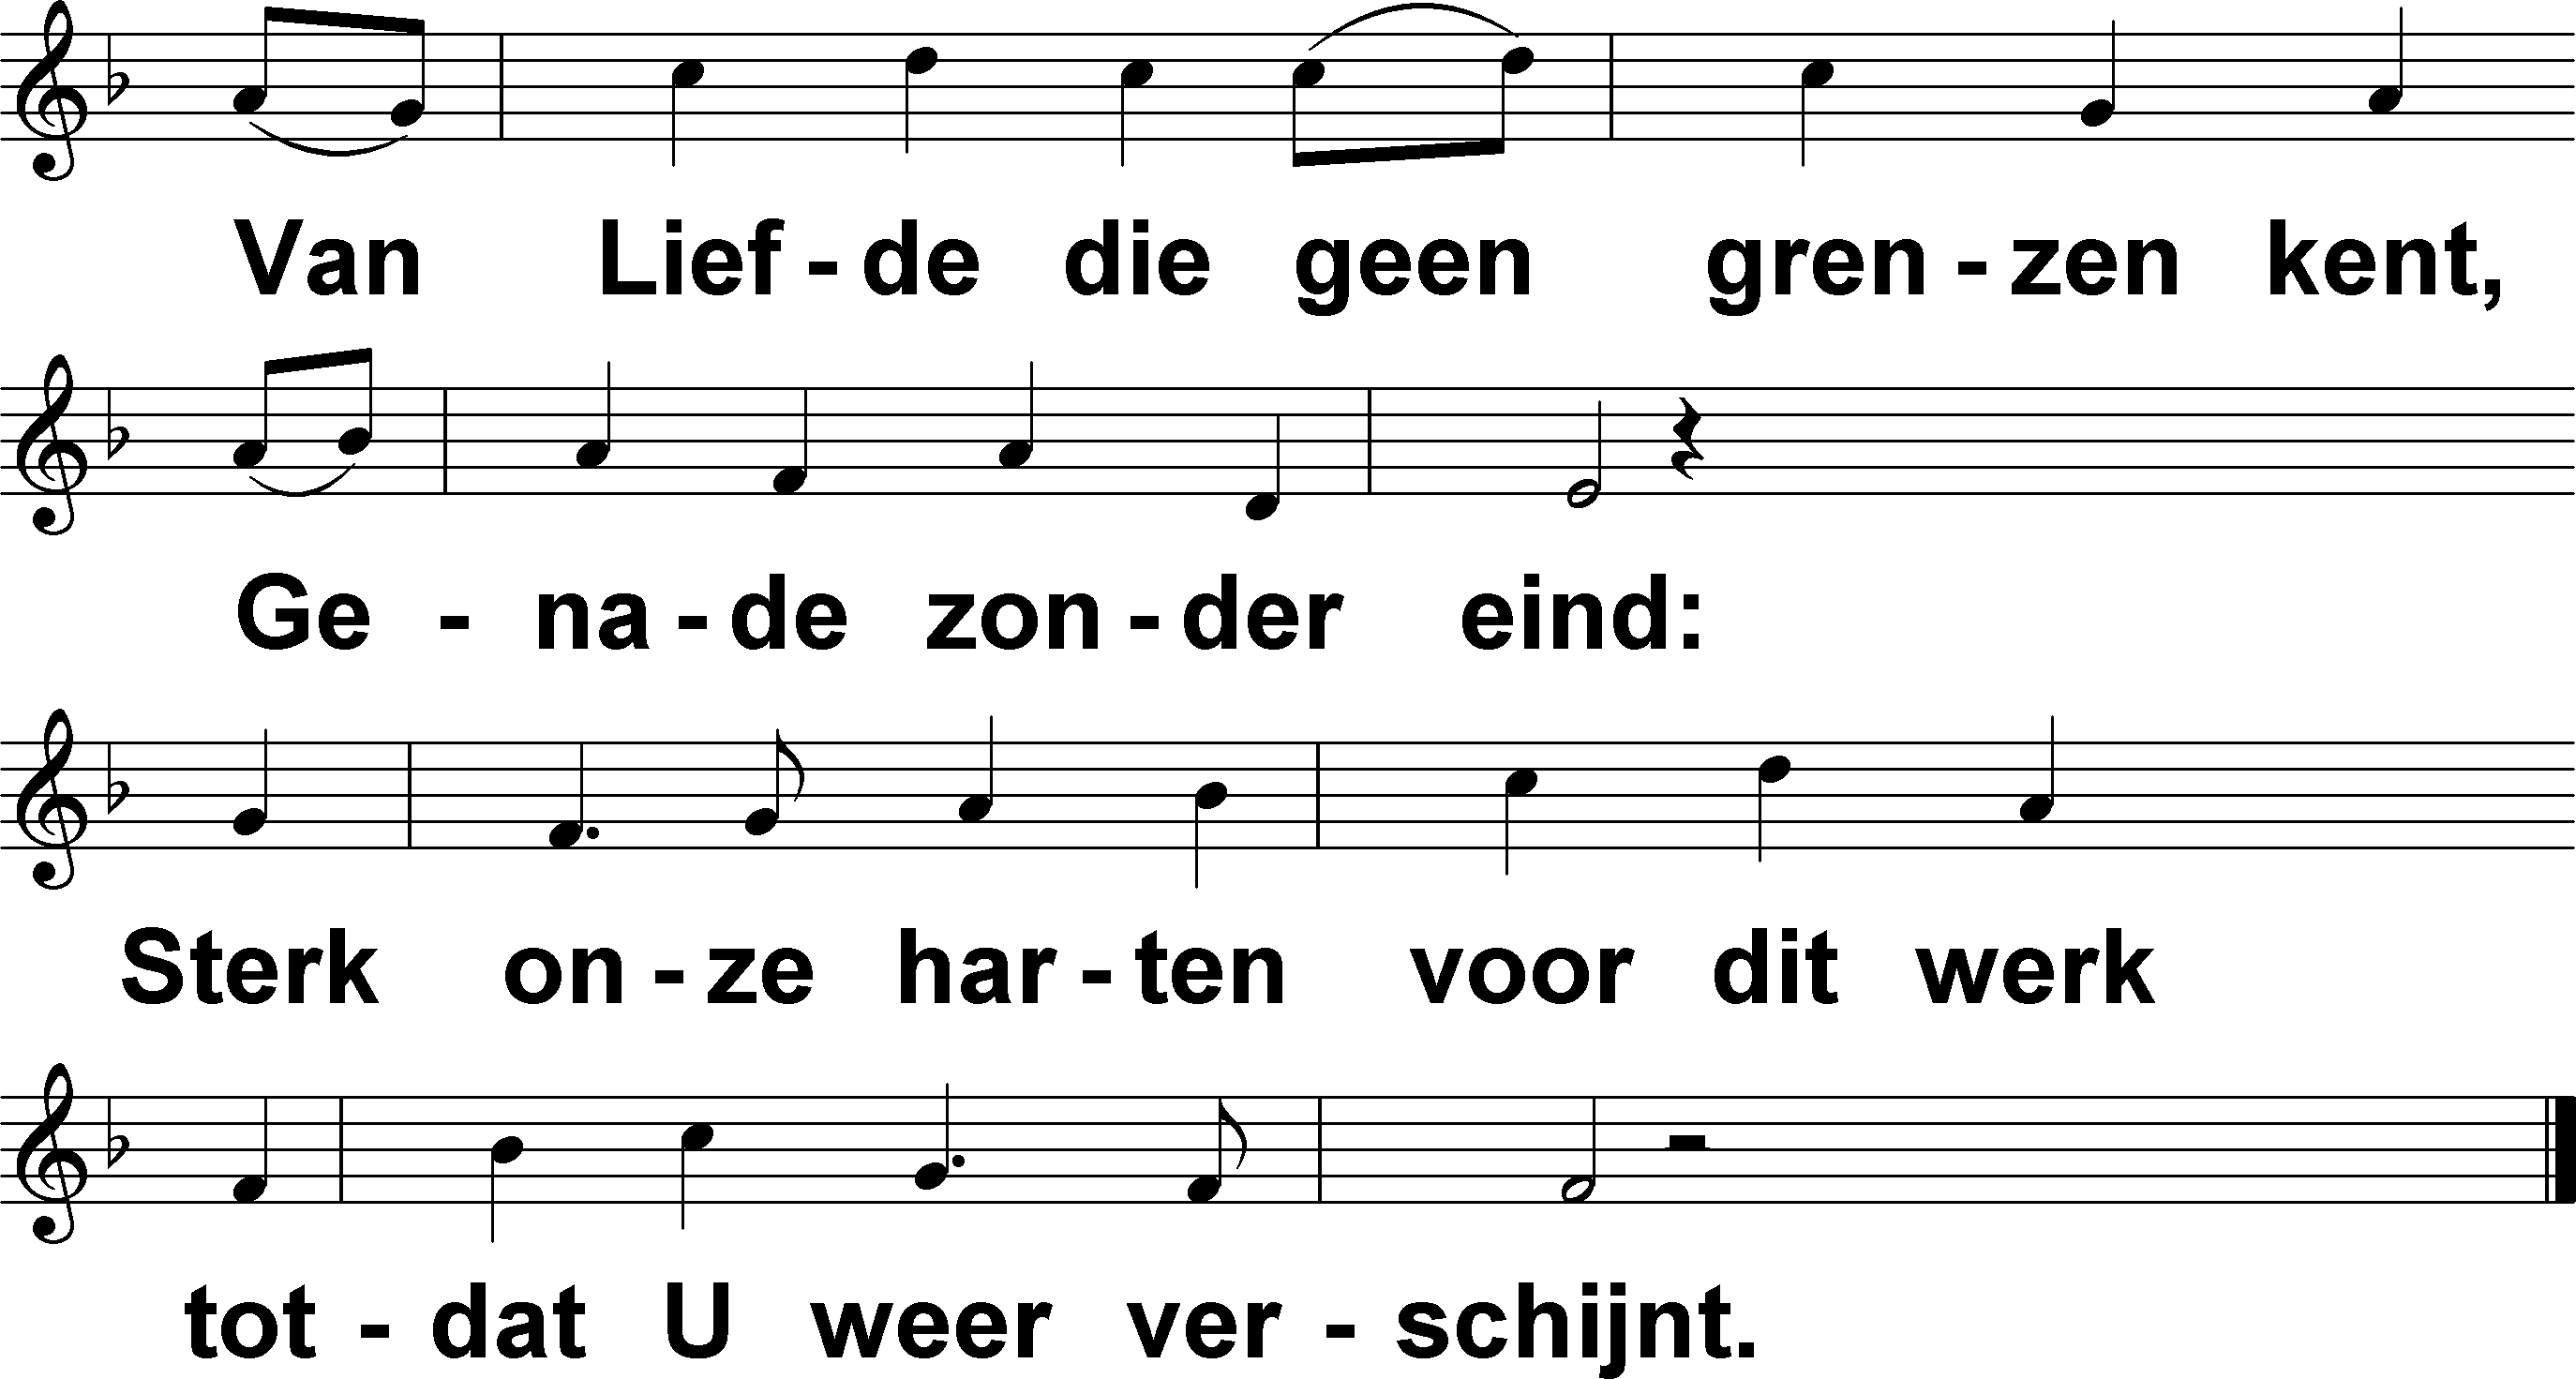 Van Lief - de die geen gren - zen kent,
Ge - na - de zon - der eind:
Sterk on - ze har - ten voor dit werk
tot - dat U weer ver - schijnt.